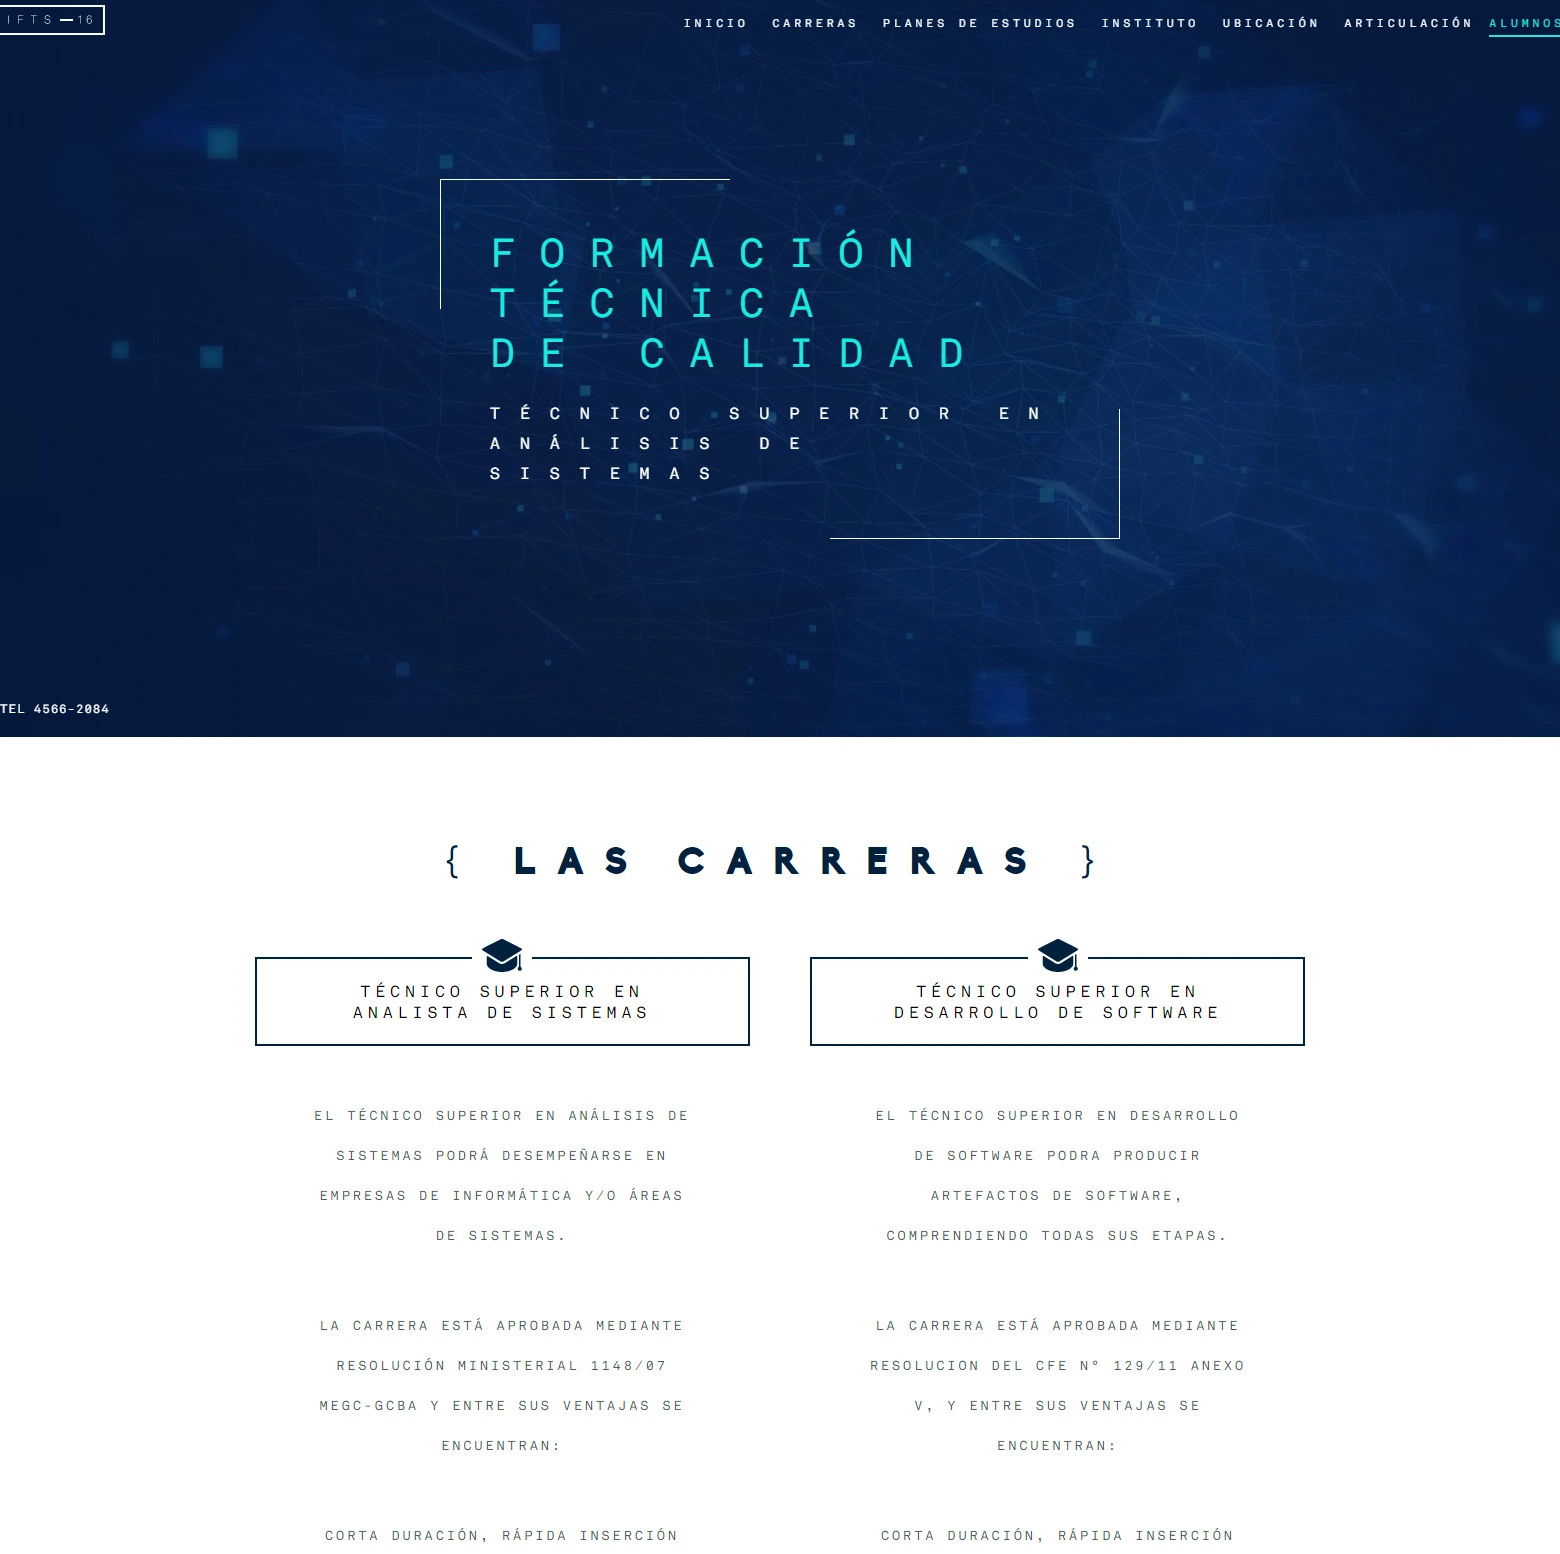 IFTS—16
INICIO CARRERAS PLANES DE ESTUDIOS INSTITUTO UBICACIÓN ARTICULACIÓN ALUMNOS
FORMACIÓN
TÉCNICA
DE CALIDAD
TÉCNICO SUPERIOR EN
ANÁLISIS DE
SISTEMAS
TEL 4566-2084
{ LAS CARRERAS }
TÉCNICO SUPERIOR EN
ANALISTA DE SISTEMAS
EL TÉCNICO SUPERIOR EN ANÁLISIS DE
SISTEMAS PODRÁ DESEMPEÑARSE EN
EMPRESAS DE INFORMÁTICA Y/O ÁREAS
DE SISTEMAS.
LA CARRERA ESTÁ APROBADA MEDIANTE
RESOLUCIÓN MINISTERIAL 1148/07
MEGC-GCBA Y ENTRE SUS VENTAJAS SE
ENCUENTRAN:
CORTA DURACIÓN, RÁPIDA INSERCIÓN
TÉCNICO SUPERIOR EN
DESARROLLO DE SOFTWARE
EL TÉCNICO SUPERIOR EN DESARROLLO
DE SOFTWARE PODRA PRODUCIR
ARTEFACTOS DE SOFTWARE,
COMPRENDIENDO TODAS SUS ETAPAS.
LA CARRERA ESTÁ APROBADA MEDIANTE
RESOLUCION DEL CFE Nº 129/11 ANEXO
V, Y ENTRE SUS VENTAJAS SE
ENCUENTRAN:
CORTA DURACIÓN, RÁPIDA INSERCIÓN